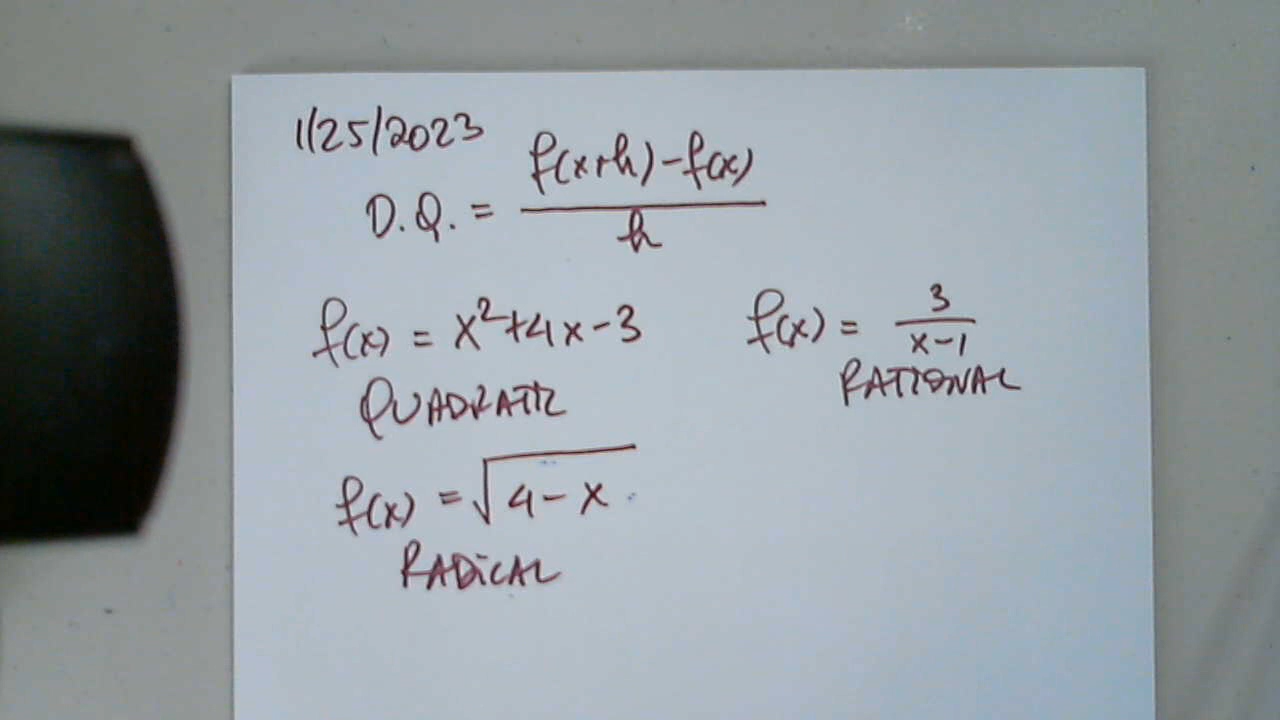 1/25/2023
D.Q. = f(x+h)-f(x) / h
f(x) = x²+4x-3
QUADRATIC
f(x) = 3 / x-1
RATIONAL
f(x) = √4-x
RADICAL